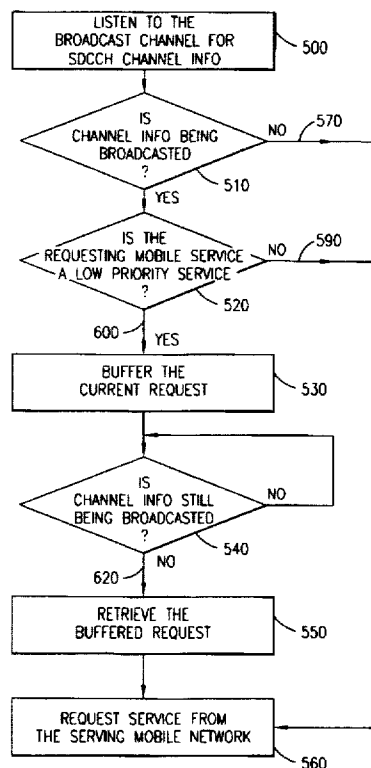 LISTEN TO THE
BROADCAST CHANNEL FOR
SDCCH CHANNEL INFO
500
IS
CHANNEL INFO BEING
BROADCASTED
?
NO
570
510
YES
IS THE
REQUESTING MOBILE SERVICE
A LOW PRIORITY SERVICE
?
NO
590
520
600
YES
BUFFER THE
CURRENT REQUEST
530
IS
CHANNEL INFO STILL
BEING BROADCASTED
?
NO
540
620
NO
RETRIEVE THE
BUFFERED REQUEST
550
REQUEST SERVICE FROM
THE SERVING MOBILE NETWORK
560